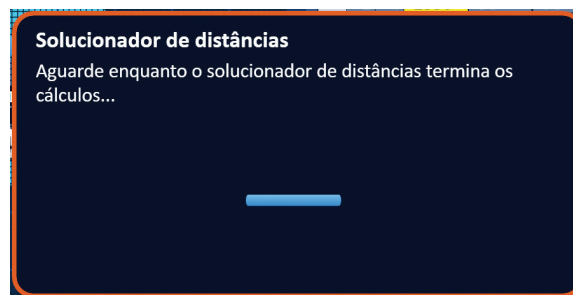 Solucionador de distâncias
Aguarde enquanto o solucionador de distâncias termina os
cálculos...